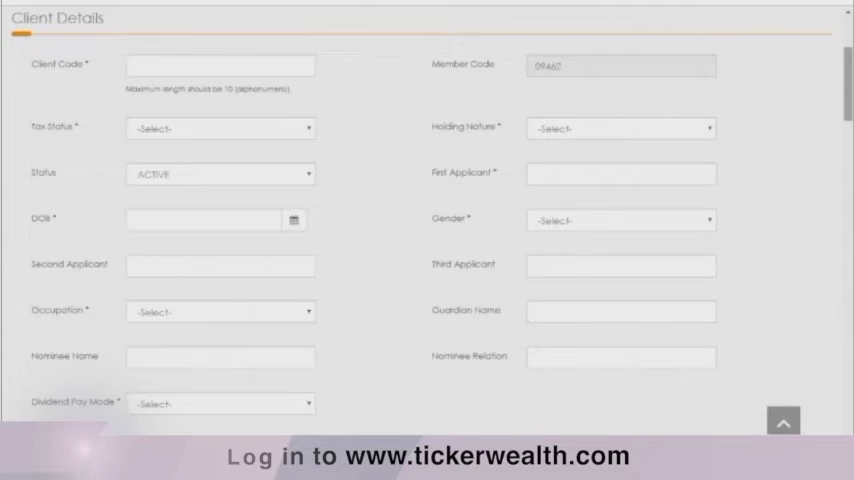 Client Details
Client Code *
Member Code 09462
Maximum length should be 10 (alphanumeric)
Tax Status * -Select-
Holding Nature * -Select-
Status ACTIVE
First Applicant *
DOB *
Gender * -Select-
Second Applicant
Third Applicant
Occupation * -Select-
Guardian Name
Nominee Name
Nominee Relation
Dividend Pay Mode * -Select-
Log in to www.tickerwealth.com